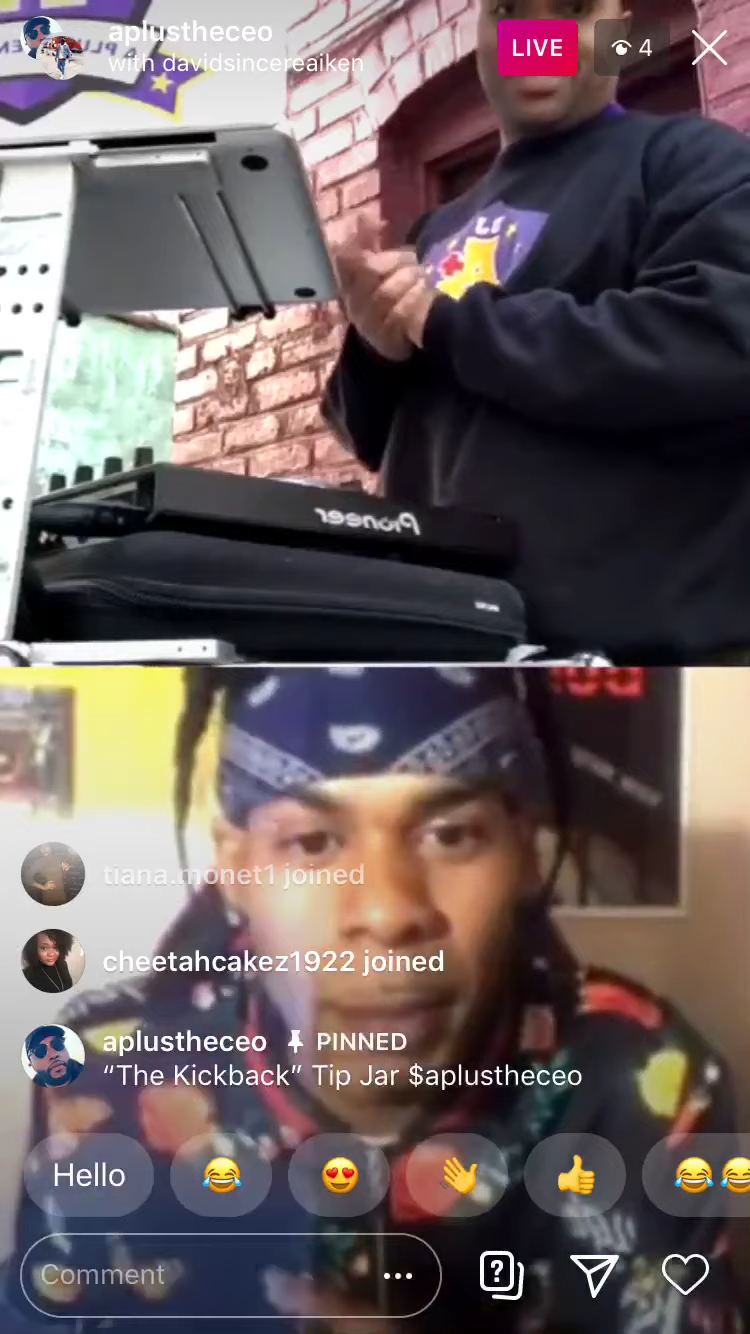 aplustheceo
with davidsincereaiken
LIVE
4
Pioneer
tiana.monet1 joined
cheetahcakez1922 joined
aplustheceo PINNED
“The Kickback” Tip Jar $aplustheceo
Hello
Comment